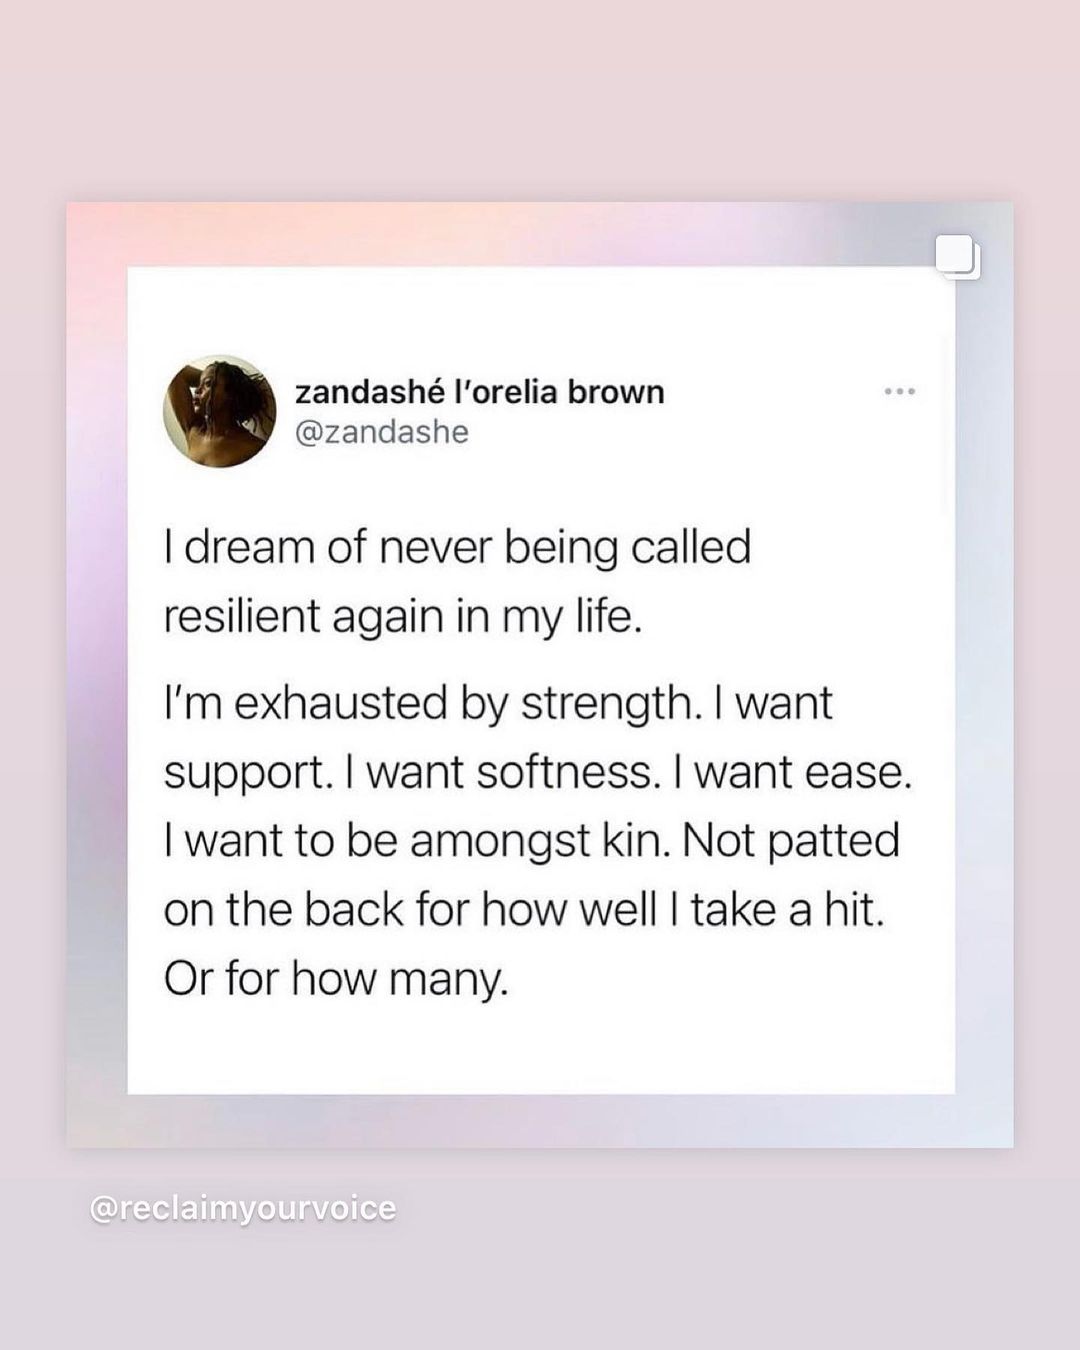 zandashé l’orelia brown
@zandashe
I dream of never being called
resilient again in my life.
I’m exhausted by strength. I want
support. I want softness. I want ease.
I want to be amongst kin. Not patted
on the back for how well I take a hit.
Or for how many.
@reclaimyourvoice